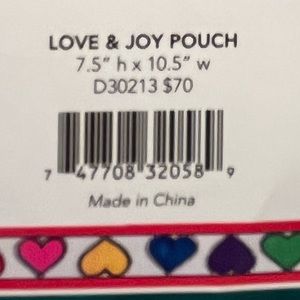 LOVE & JOY POUCH
7.5" h x 10.5" w
D30213 $70
7 47708 32058 9
Made in China